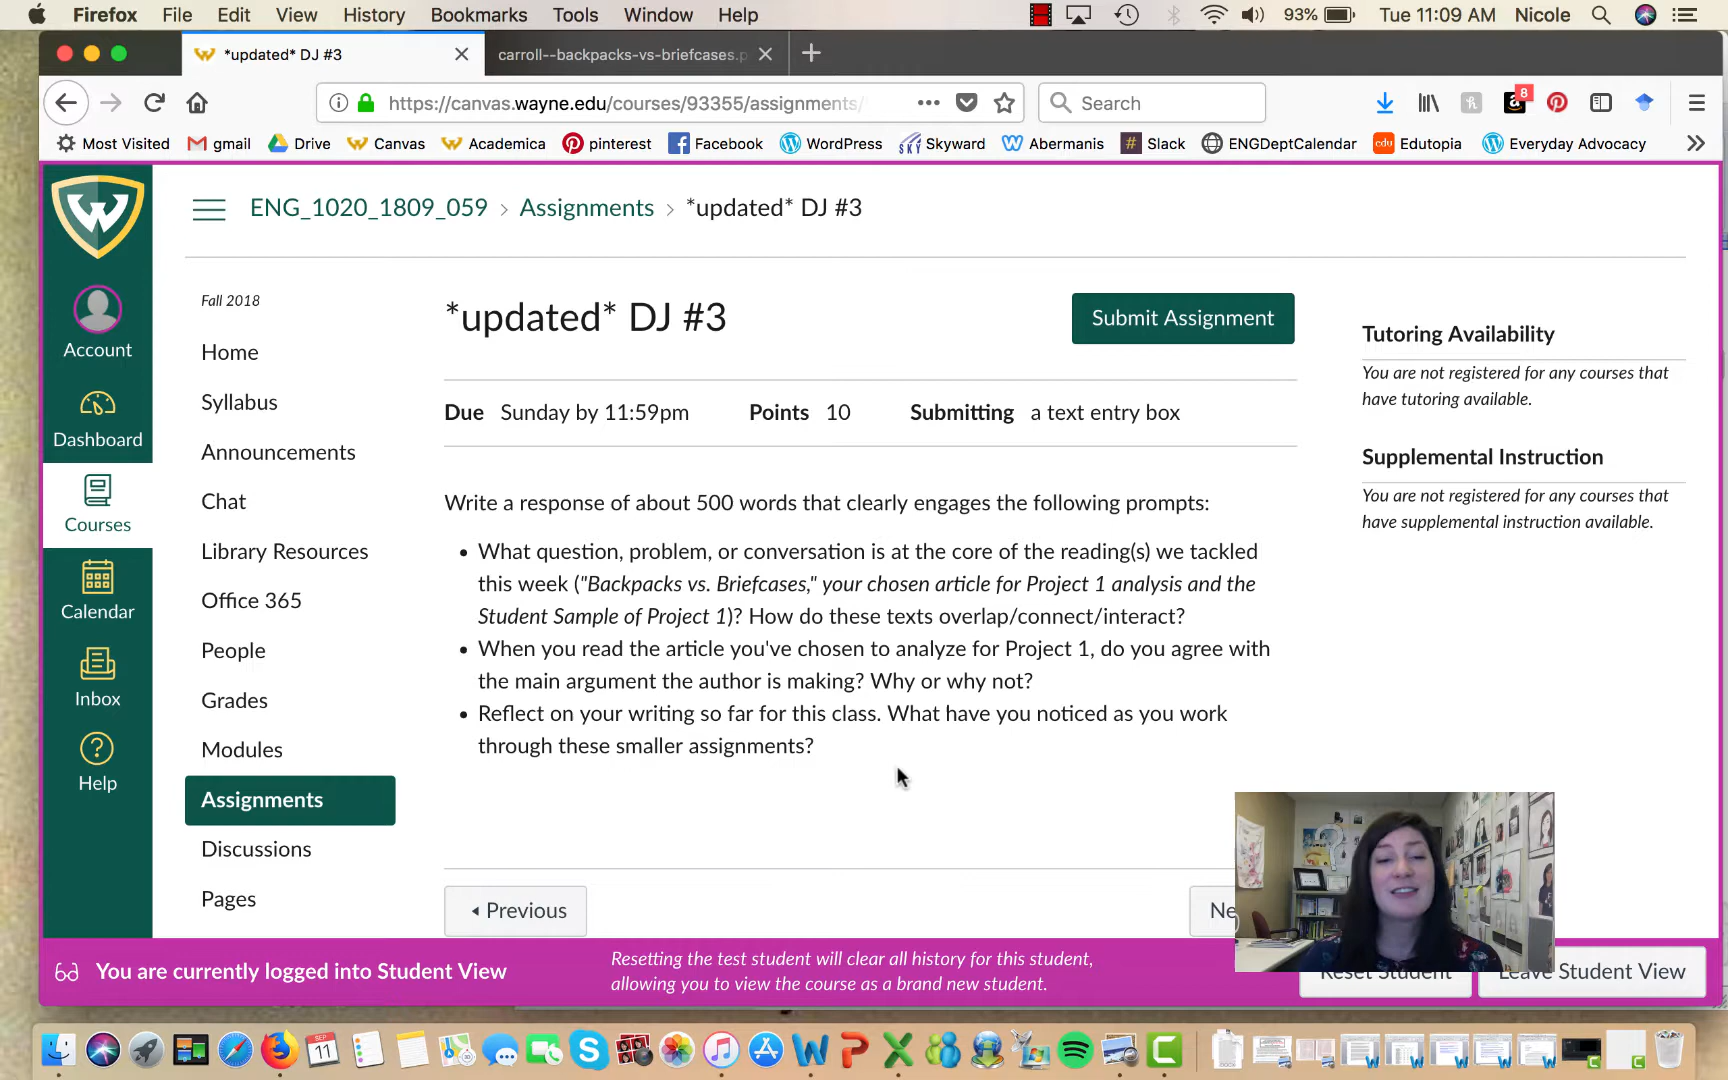 Firefox File Edit View History Bookmarks Tools Window Help 93% Tue 11:09 AM Nicole
*updated* DJ #3 carroll--backpacks-vs-briefcases.p
https://canvas.wayne.edu/courses/93355/assignments/ Search 8
Most Visited gmail Drive Canvas Academica pinterest Facebook WordPress Skyward Abermanis Slack ENGDeptCalendar Edutopia Everyday Advocacy
ENG_1020_1809_059 › Assignments › *updated* DJ #3
Account
Dashboard
Courses
Calendar
Inbox
Help
Fall 2018
Home
Syllabus
Announcements
Chat
Library Resources
Office 365
People
Grades
Modules
Assignments
Discussions
Pages
*updated* DJ #3
Submit Assignment
Due Sunday by 11:59pm Points 10 Submitting a text entry box
Write a response of about 500 words that clearly engages the following prompts:
• What question, problem, or conversation is at the core of the reading(s) we tackled
this week ("Backpacks vs. Briefcases," your chosen article for Project 1 analysis and the
Student Sample of Project 1)? How do these texts overlap/connect/interact?
• When you read the article you've chosen to analyze for Project 1, do you agree with
the main argument the author is making? Why or why not?
• Reflect on your writing so far for this class. What have you noticed as you work
through these smaller assignments?
Previous
Ne
Tutoring Availability
You are not registered for any courses that
have tutoring available.
Supplemental Instruction
You are not registered for any courses that
have supplemental instruction available.
You are currently logged into Student View
Resetting the test student will clear all history for this student,
allowing you to view the course as a brand new student.
Reset Student
Leave Student View
SEP
11